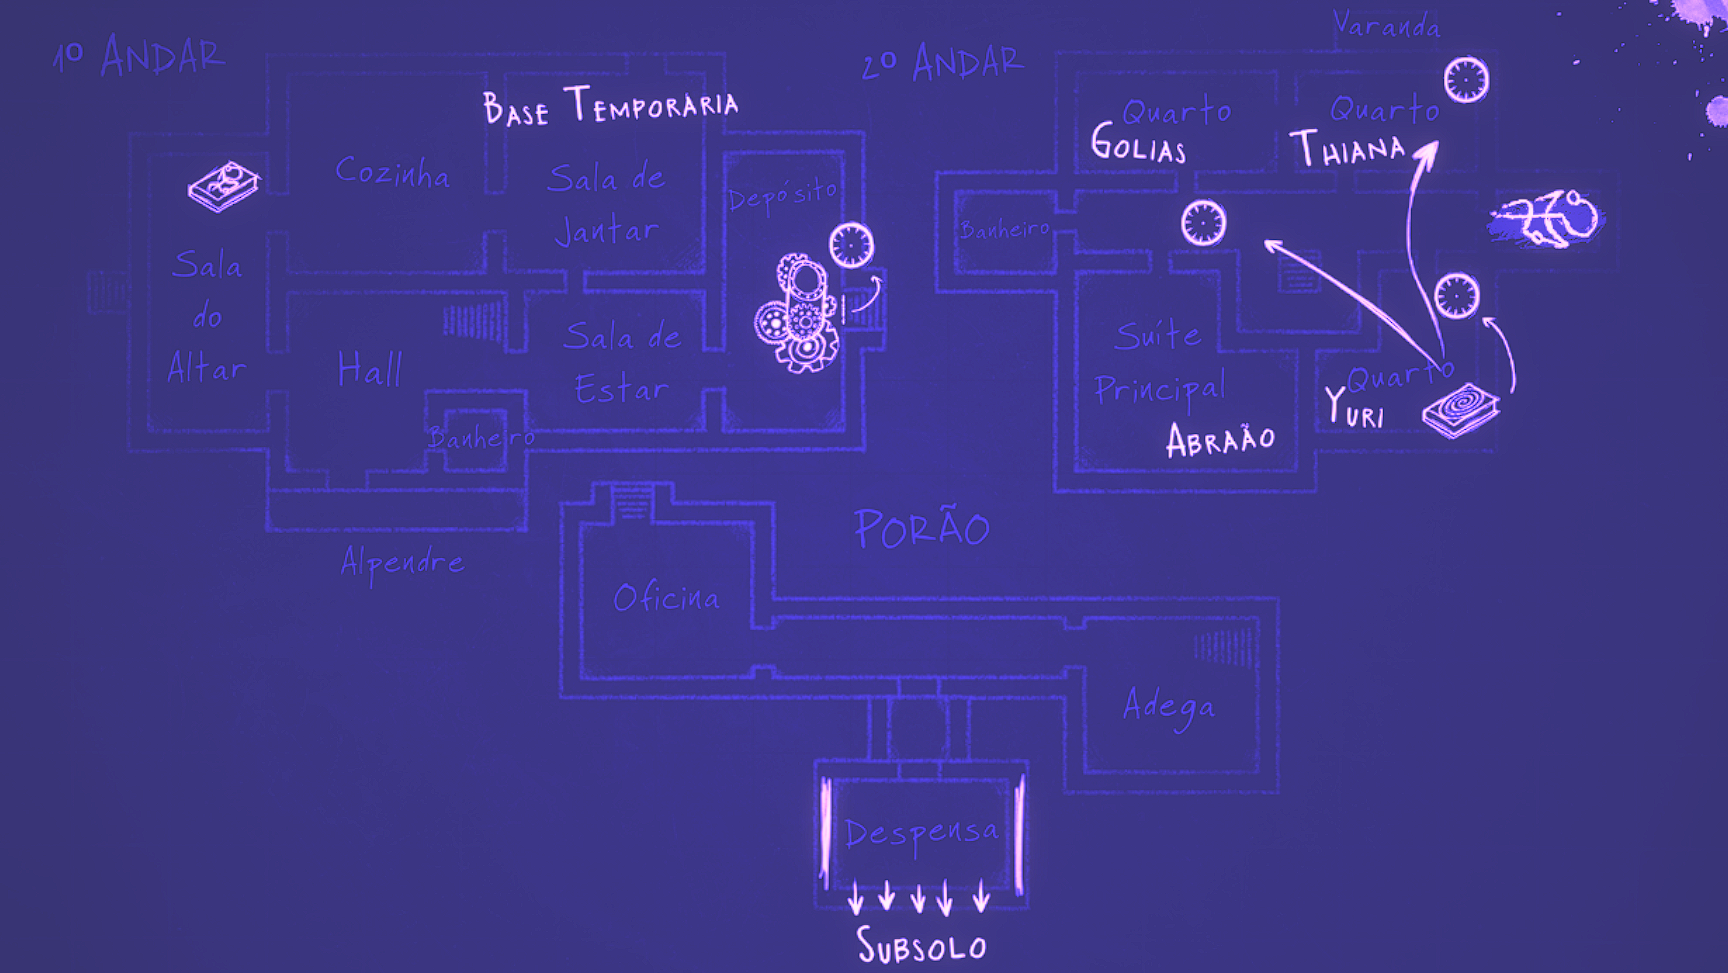 1º ANDAR
BASE TEMPORÁRIA
Cozinha
Sala de
Jantar
Depósito
Sala
do
Altar
Hall
Sala de
Estar
Banheiro
Alpendre
2º ANDAR
Varanda
Quarto
GOLIAS
Quarto
THIANA
Banheiro
Suíte
Principal
ABRAÃO
Quarto
YURI
PORÃO
Oficina
Adega
Despensa
SUBSOLO